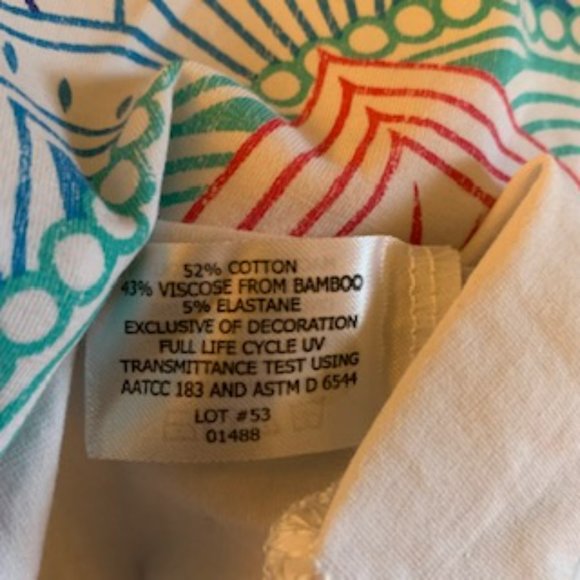 52% COTTON
43% VISCOSE FROM BAMBOO
5% ELASTANE
EXCLUSIVE OF DECORATION
FULL LIFE CYCLE UV
TRANSMITTANCE TEST USING
AATCC 183 AND ASTM D 6544
LOT #53
01488